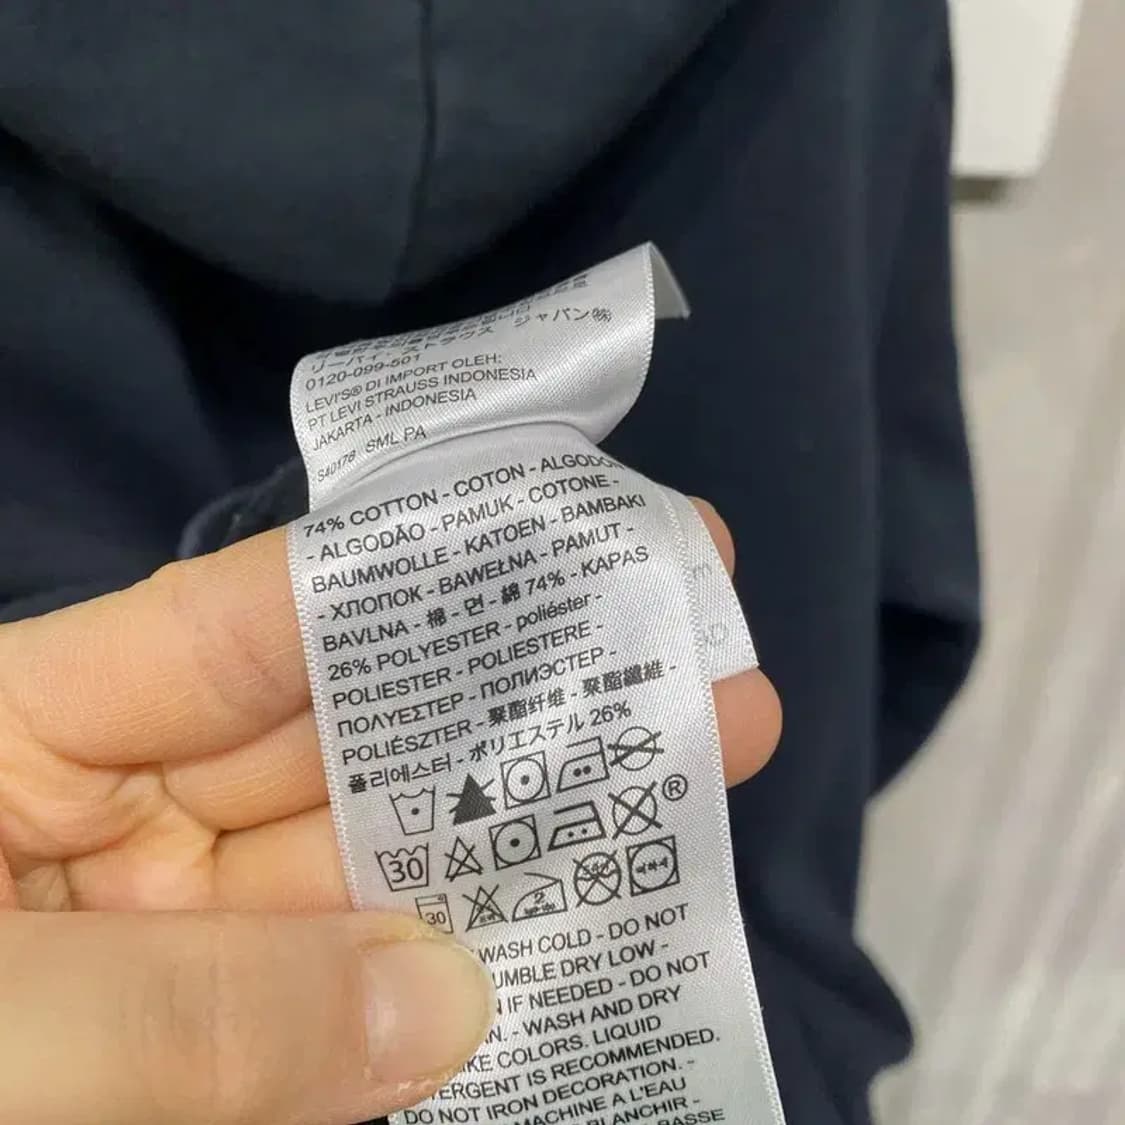 リーバイ・ストラウス ジャパン㈱
0120-099-501
LEVI'S® DI IMPORT OLEH:
PT LEVI STRAUSS INDONESIA
JAKARTA - INDONESIA
S40178 SML PA
74% COTTON - COTON - ALGODÓN
- ALGODÃO - PAMUK - COTONE -
BAUMWOLLE - KATOEN - BAMBAKI
- ХЛОПОК - BAWEŁNA - PAMUT -
BAVLNA - 棉 - 면 - 綿 74% - KAPAS
26% POLYESTER - poliéster -
POLIESTER - POLIESTERE -
ΠΟΛΥΕΣΤΕΡ - ПОЛИЭСТЕР -
POLIÉSZTER - 聚酯纤维 - 聚酯纖維 -
폴리에스터 - ポリエステル 26%
®
30
30
WASH COLD - DO NOT
UMBLE DRY LOW -
IF NEEDED - DO NOT
- WASH AND DRY
KE COLORS. LIQUID
ERGENT IS RECOMMENDED.
DO NOT IRON DECORATION. -
MACHINE A L'EAU
BLANCHIR -
BASSE